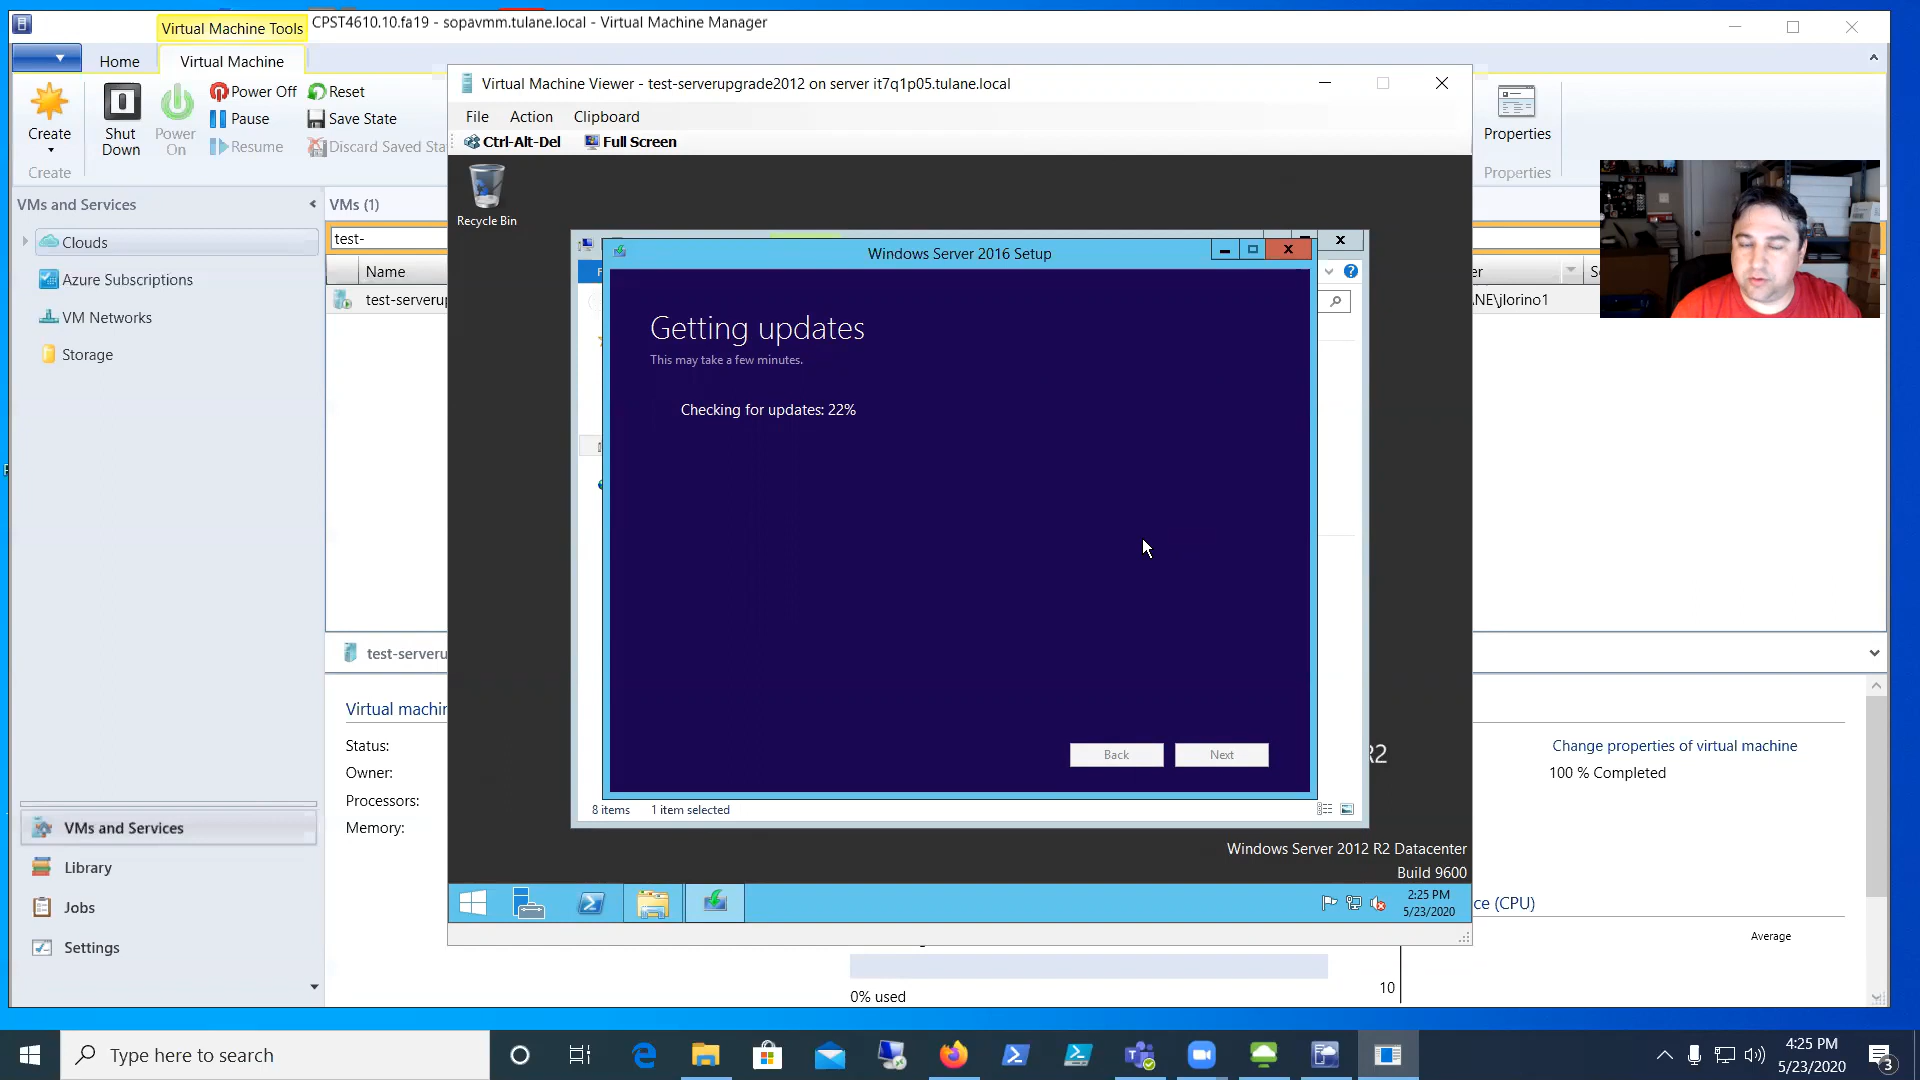 Virtual Machine Tools
CPST4610.10.fa19 - sopavmm.tulane.local - Virtual Machine Manager
Home
Virtual Machine
Create
Shut Down
Power On
Power Off
Pause
Resume
Reset
Save State
Discard Saved Sta
Create
Properties
Properties
VMs and Services
Clouds
Azure Subscriptions
VM Networks
Storage
VMs (1)
test-
Name
test-serverup
er
S
NE\jlorino1
test-serveru
Virtual machin
Status:
Owner:
Processors:
Memory:
Change properties of virtual machine
100 % Completed
ce (CPU)
Average
10
0% used
VMs and Services
Library
Jobs
Settings
Virtual Machine Viewer - test-serverupgrade2012 on server it7q1p05.tulane.local
File
Action
Clipboard
Ctrl-Alt-Del
Full Screen
Recycle Bin
Windows Server 2016 Setup
Getting updates
This may take a few minutes.
Checking for updates: 22%
Back
Next
8 items
1 item selected
R2
Windows Server 2012 R2 Datacenter
Build 9600
2:25 PM
5/23/2020
Type here to search
4:25 PM
5/23/2020
3